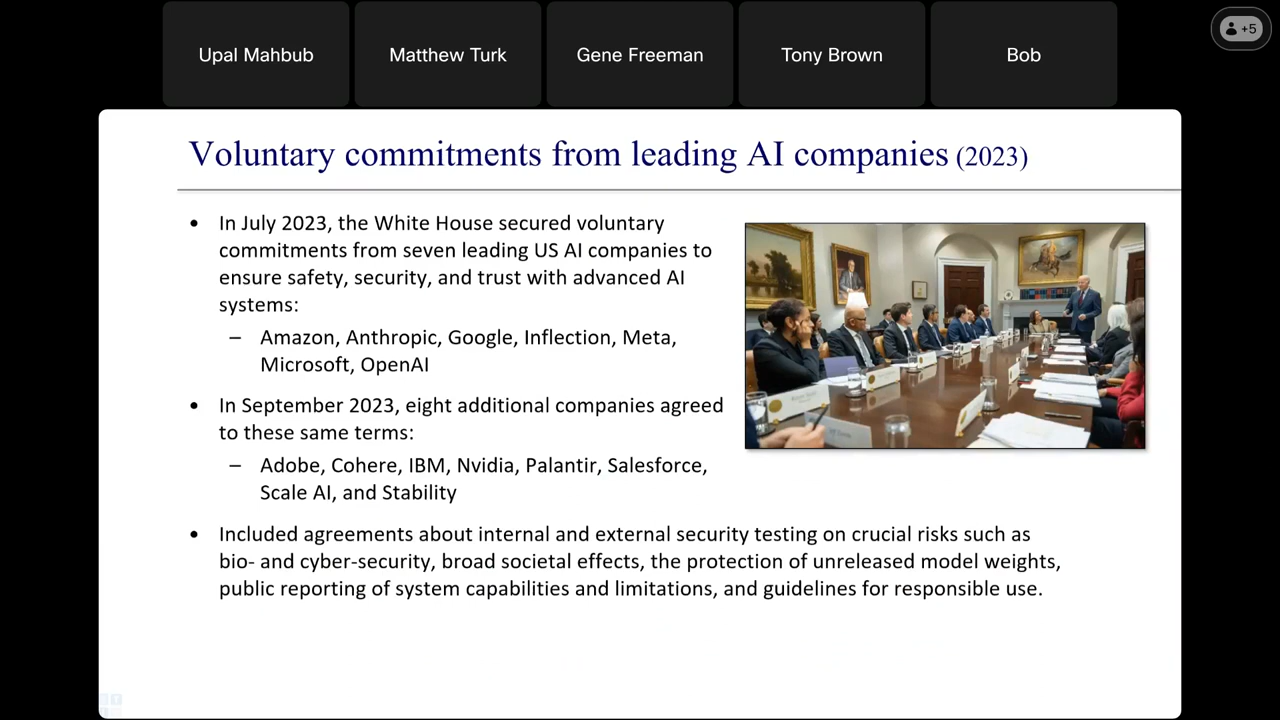 Upal Mahbub
Matthew Turk
Gene Freeman
Tony Brown
Bob
+5
Voluntary commitments from leading AI companies (2023)
• In July 2023, the White House secured voluntary
commitments from seven leading US AI companies to
ensure safety, security, and trust with advanced AI
systems:
– Amazon, Anthropic, Google, Inflection, Meta,
Microsoft, OpenAI
• In September 2023, eight additional companies agreed
to these same terms:
– Adobe, Cohere, IBM, Nvidia, Palantir, Salesforce,
Scale AI, and Stability
• Included agreements about internal and external security testing on crucial risks such as
bio- and cyber-security, broad societal effects, the protection of unreleased model weights,
public reporting of system capabilities and limitations, and guidelines for responsible use.